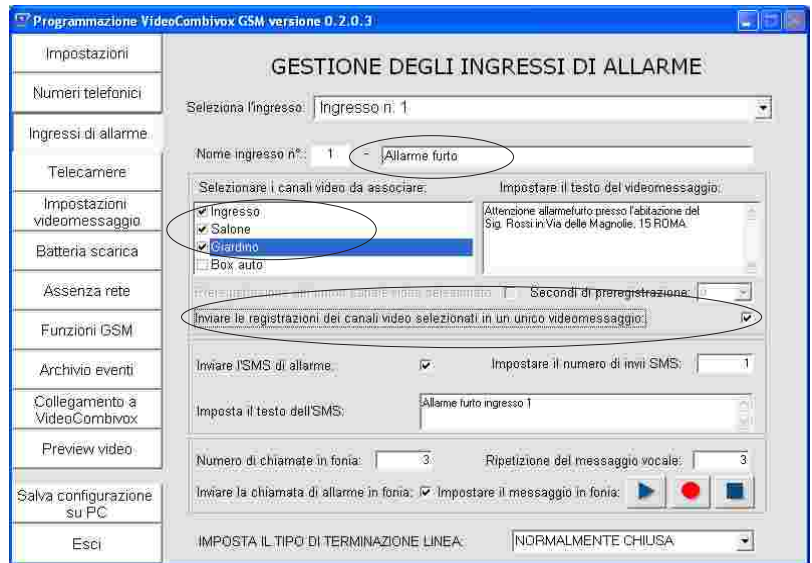 Programmazione VideoCombivox GSM versione 0.2.0.3
Impostazioni
Numeri telefonici
Ingressi di allarme
Telecamere
Impostazioni
videomessaggio
Batteria scarica
Assenza rete
Funzioni GSM
Archivio eventi
Collegamento a
VideoCombivox
Preview video
Salva configurazione
su PC
Esci
GESTIONE DEGLI INGRESSI DI ALLARME
Seleziona l'ingresso: Ingresso n. 1
Nome ingresso n°.: 1 - Allarme furto
Selezionare i canali video da associare:
Ingresso
Salone
Giardino
Box auto
Impostare il testo del videomessaggio:
Attenzione allarmefurto presso l'abitazione del
Sig. Rossi in Via delle Magnolie, 15 ROMA
Secondi di preregistrazione:
Inviare le registrazioni dei canali video selezionati in un unico videomessaggio:
Inviare l'SMS di allarme:
Impostare il numero di invii SMS: 1
Imposta il testo dell'SMS: Allarme furto ingresso 1
Numero di chiamate in fonia: 3
Ripetizione del messaggio vocale: 3
Inviare la chiamata di allarme in fonia: Impostare il messaggio in fonia:
IMPOSTA IL TIPO DI TERMINAZIONE LINEA: NORMALMENTE CHIUSA